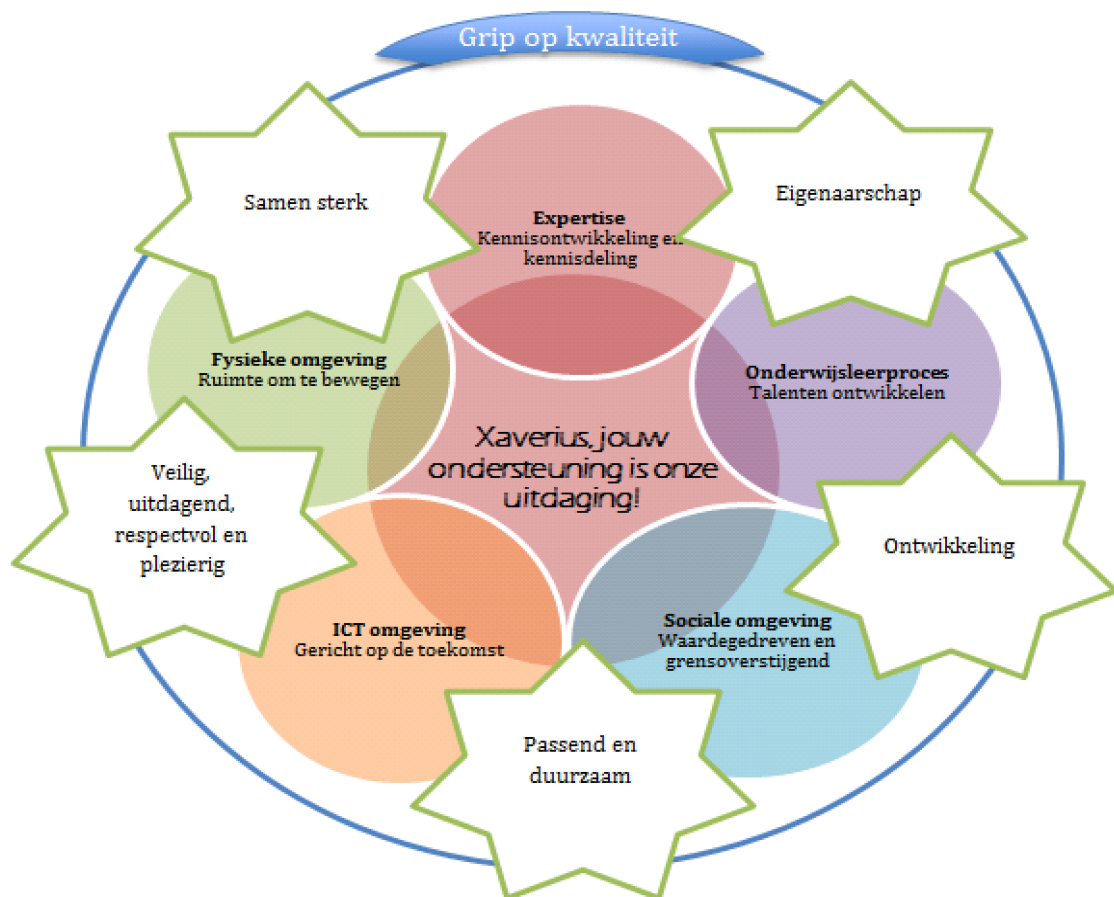 Grip op kwaliteit
Samen sterk
Eigenaarschap
Expertise
Kennisontwikkeling en
kennisdeling
Fysieke omgeving
Ruimte om te bewegen
Onderwijsleerproces
Talenten ontwikkelen
Xaverius, jouw
ondersteuning is onze
uitdaging!
Veilig,
uitdagend,
respectvol en
plezierig
Ontwikkeling
ICT omgeving
Gericht op de toekomst
Sociale omgeving
Waardegedreven en
grensoverstijgend
Passend en
duurzaam